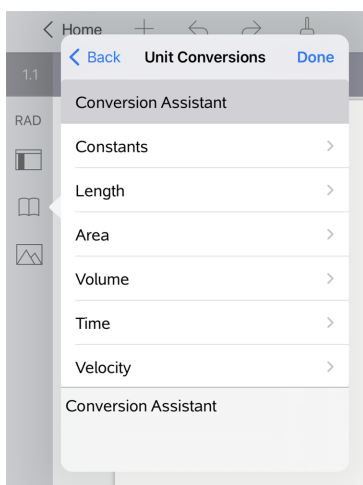 Home
Back Unit Conversions Done
1.1
Conversion Assistant
RAD
Constants
Length
Area
Volume
Time
Velocity
Conversion Assistant